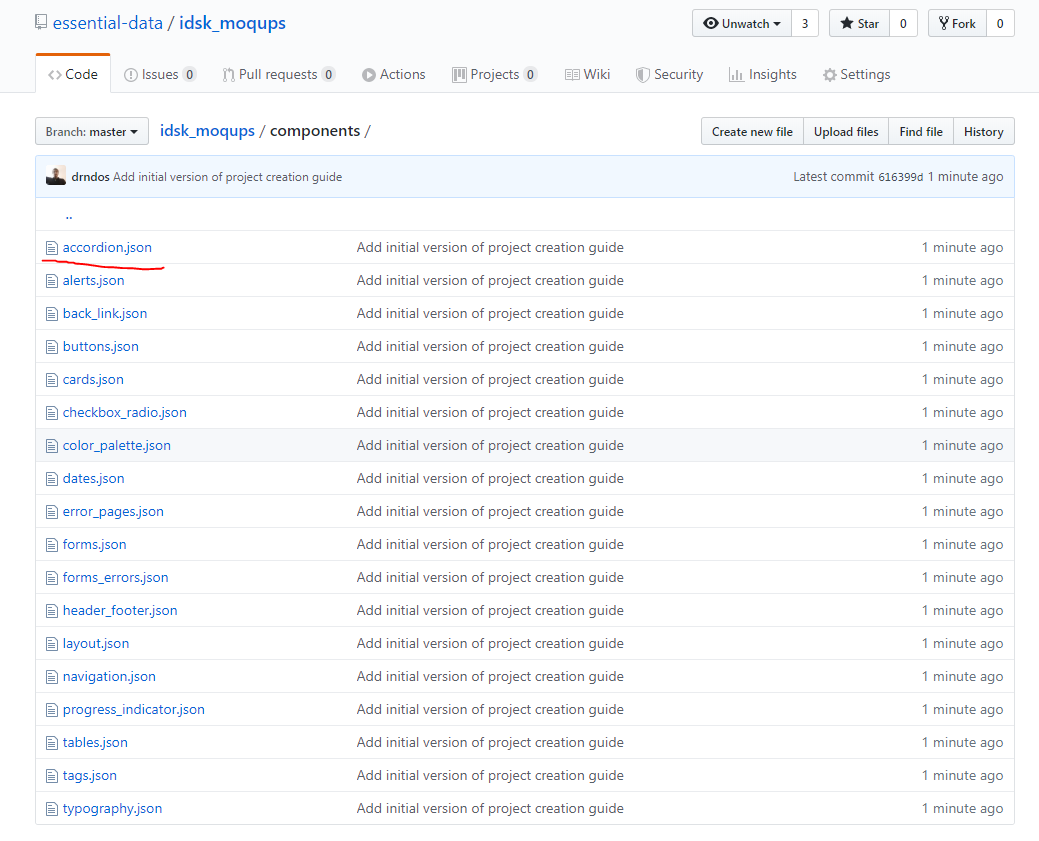 essential-data / idsk_moqups
Unwatch 3 Star 0 Fork 0
Code Issues 0 Pull requests 0 Actions Projects 0 Wiki Security Insights Settings
Branch: master idsk_moqups / components / Create new file Upload files Find file History
drndos Add initial version of project creation guide Latest commit 616399d 1 minute ago
..
accordion.json Add initial version of project creation guide 1 minute ago
alerts.json Add initial version of project creation guide 1 minute ago
back_link.json Add initial version of project creation guide 1 minute ago
buttons.json Add initial version of project creation guide 1 minute ago
cards.json Add initial version of project creation guide 1 minute ago
checkbox_radio.json Add initial version of project creation guide 1 minute ago
color_palette.json Add initial version of project creation guide 1 minute ago
dates.json Add initial version of project creation guide 1 minute ago
error_pages.json Add initial version of project creation guide 1 minute ago
forms.json Add initial version of project creation guide 1 minute ago
forms_errors.json Add initial version of project creation guide 1 minute ago
header_footer.json Add initial version of project creation guide 1 minute ago
layout.json Add initial version of project creation guide 1 minute ago
navigation.json Add initial version of project creation guide 1 minute ago
progress_indicator.json Add initial version of project creation guide 1 minute ago
tables.json Add initial version of project creation guide 1 minute ago
tags.json Add initial version of project creation guide 1 minute ago
typography.json Add initial version of project creation guide 1 minute ago